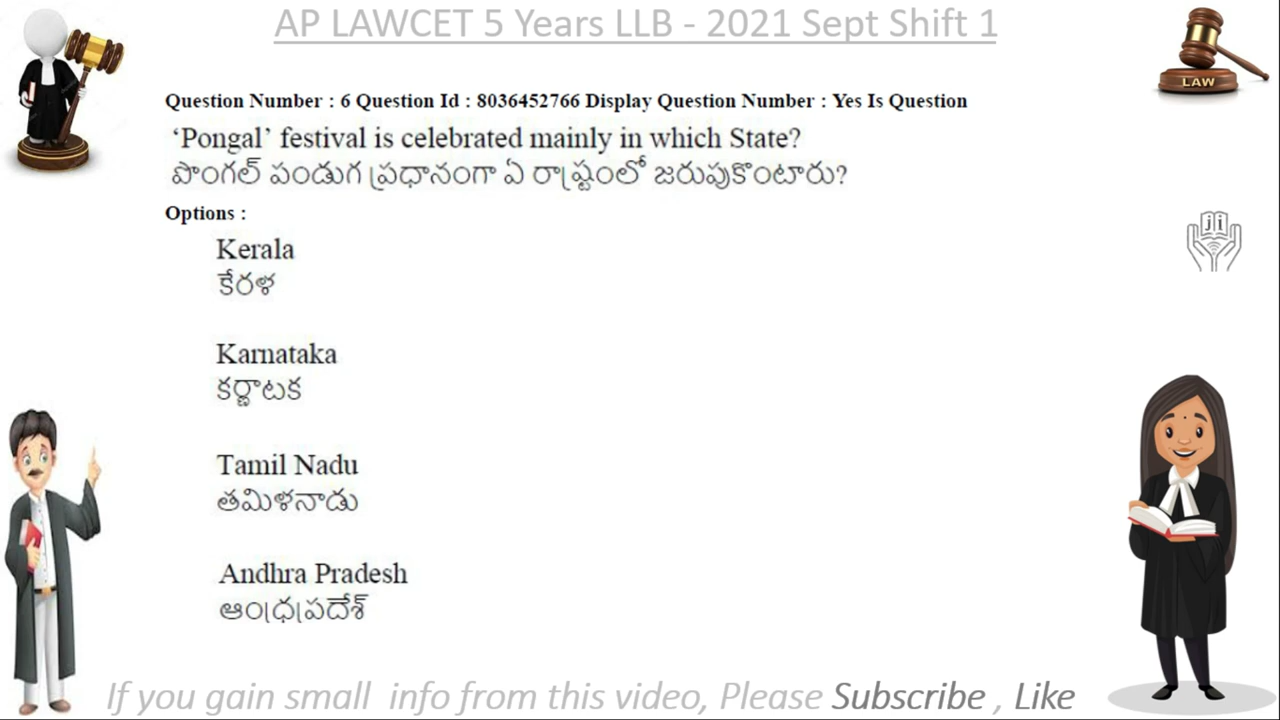 AP LAWCET 5 Years LLB - 2021 Sept Shift 1
LAW
Question Number : 6 Question Id : 8036452766 Display Question Number : Yes Is Question
‘Pongal’ festival is celebrated mainly in which State?
పొంగల్ పండుగ ప్రధానంగా ఏ రాష్ట్రంలో జరుపుకొంటారు?
Options :
ji
Kerala
కేరళ
Karnataka
కర్ణాటక
Tamil Nadu
తమిళనాడు
Andhra Pradesh
ఆంధ్రప్రదేశ్
If you gain small info from this video, Please Subscribe , Like